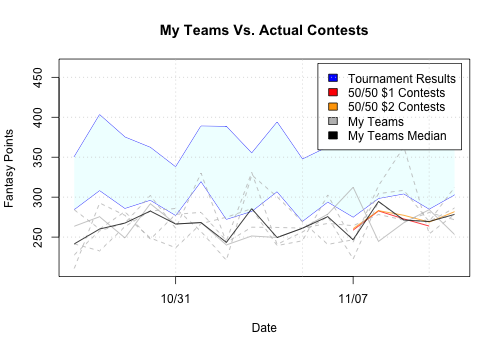 My Teams Vs. Actual Contests
Tournament Results
50/50 $1 Contests
50/50 $2 Contests
My Teams
My Teams Median
Fantasy Points
450
400
350
300
250
10/31
11/07
Date